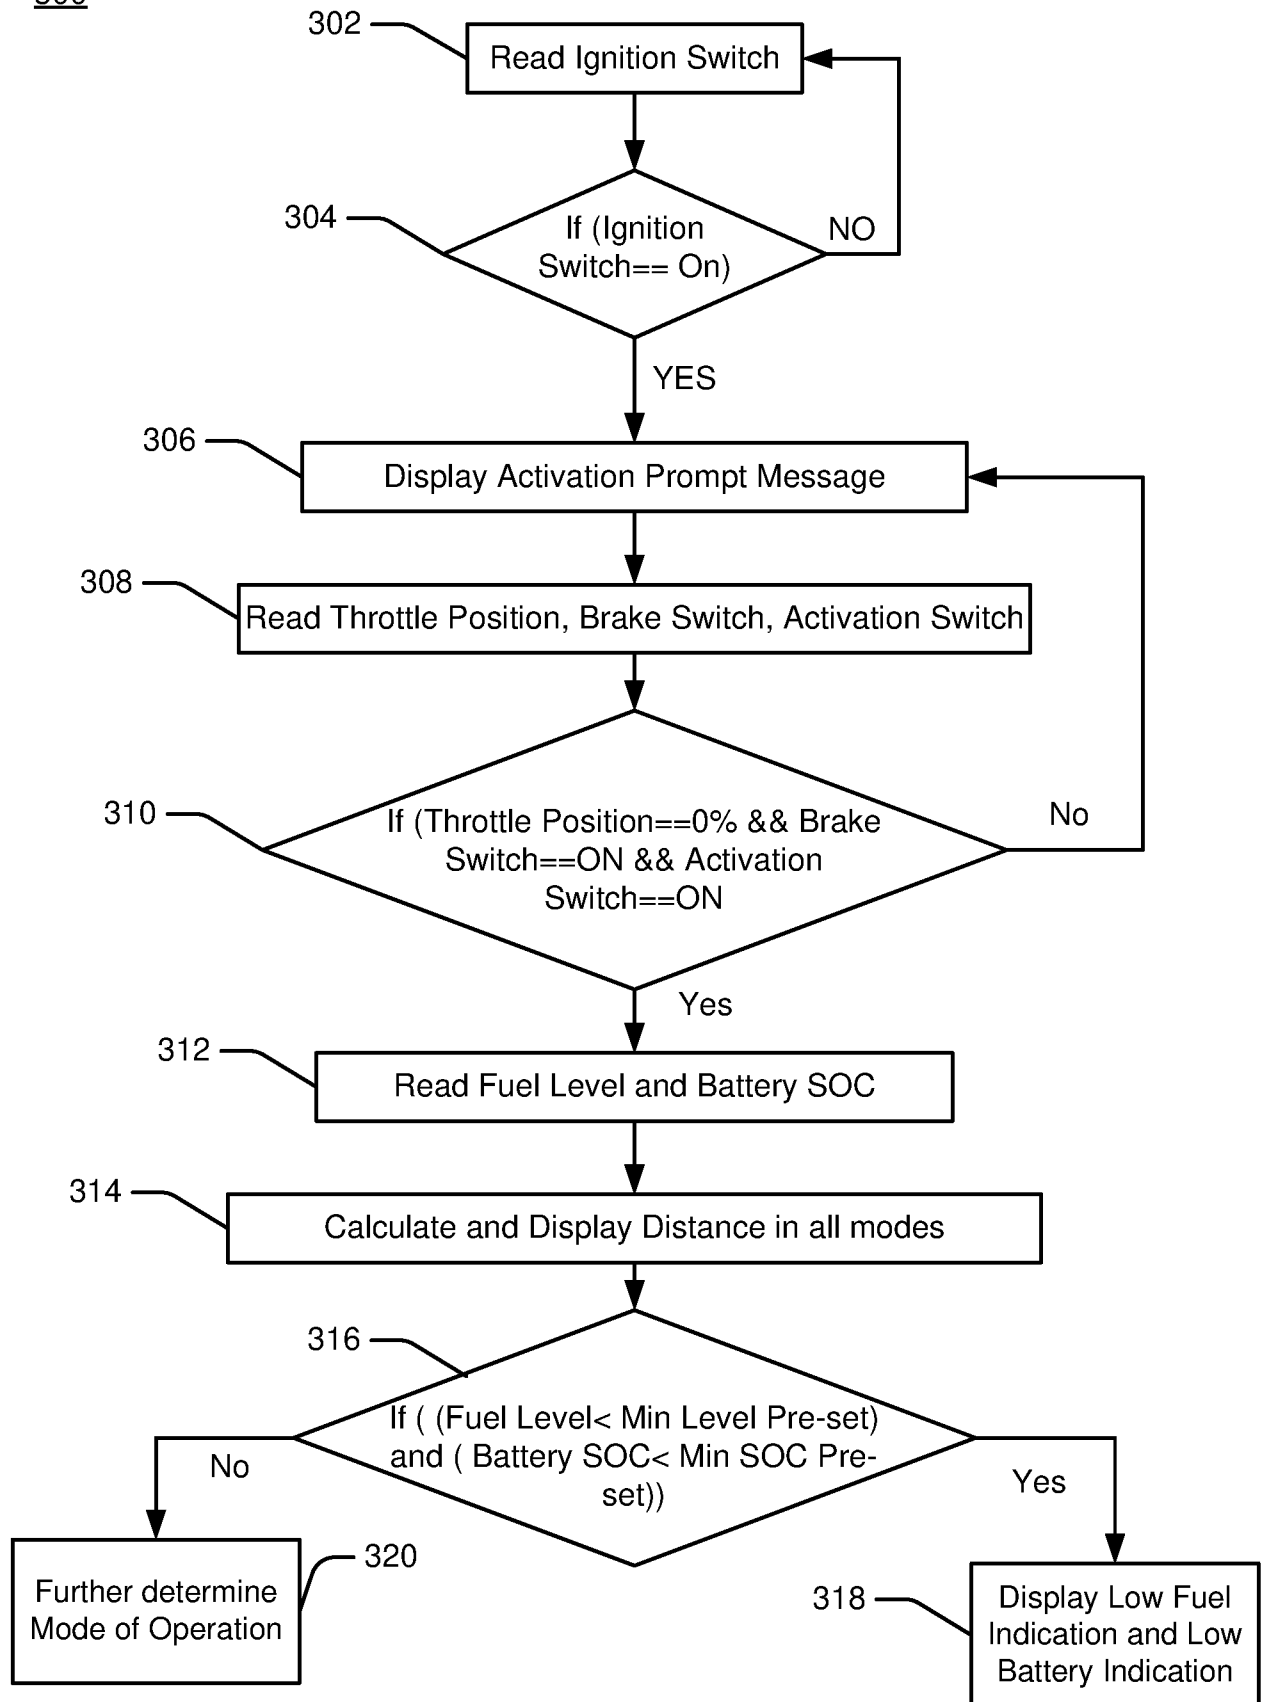 300
302
Read Ignition Switch
304
If (Ignition
Switch== On)
NO
YES
306
Display Activation Prompt Message
308
Read Throttle Position, Brake Switch, Activation Switch
310
If (Throttle Position==0% && Brake
Switch==ON && Activation
Switch==ON
No
Yes
312
Read Fuel Level and Battery SOC
314
Calculate and Display Distance in all modes
316
If ( (Fuel Level< Min Level Pre-set)
and ( Battery SOC< Min SOC Pre-
set))
No
Yes
320
Further determine
Mode of Operation
318
Display Low Fuel
Indication and Low
Battery Indication